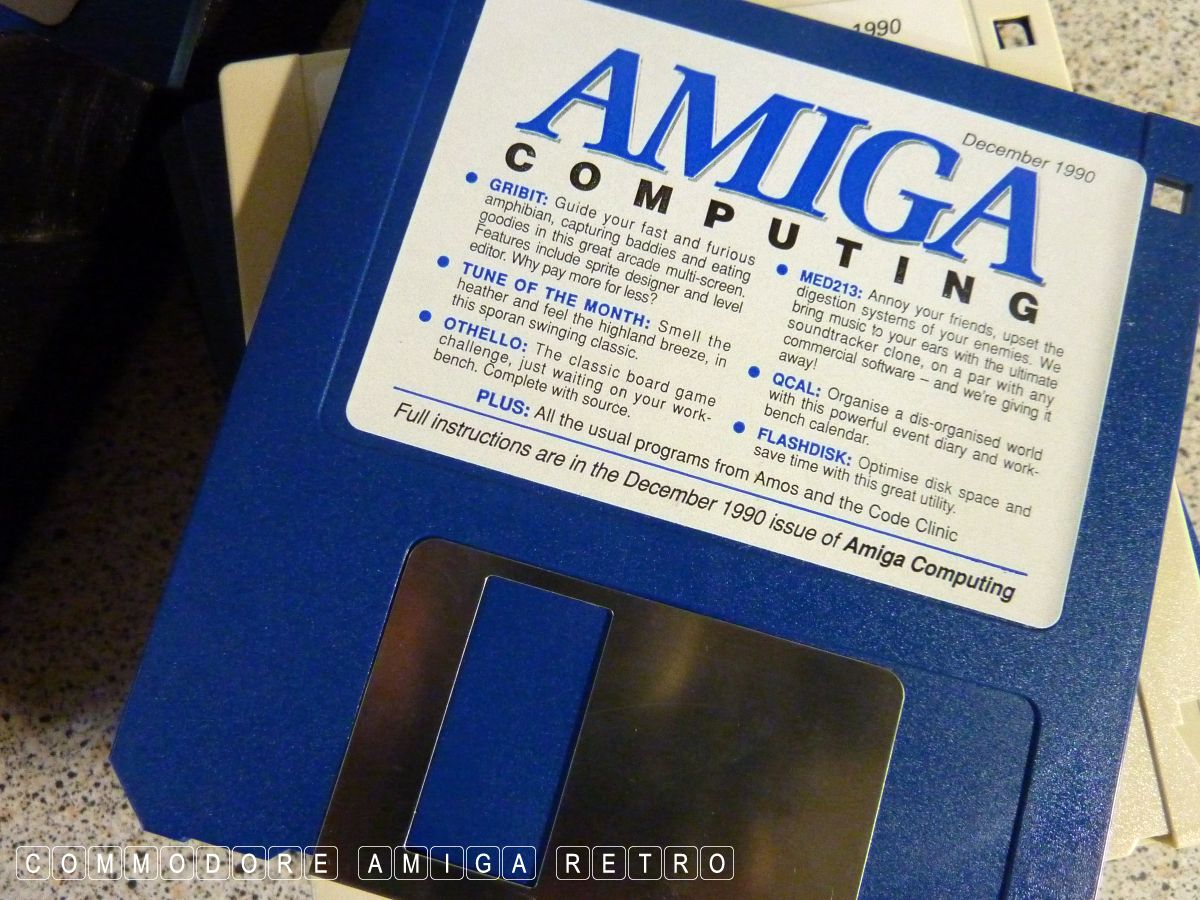 1990
December 1990
AMIGA
COMPUTING
• GRIBIT: Guide your fast and furious
amphibian, capturing baddies and eating
goodies in this great arcade multi-screen.
Features include sprite designer and level
editor. Why pay more for less?
• TUNE OF THE MONTH: Smell the
heather and feel the highland breeze, in
this sporan swinging classic.
• OTHELLO: The classic board game
challenge, just waiting on your work-
bench. Complete with source.
• MED213: Annoy your friends, upset the
digestion systems of your enemies. We
bring music to your ears with the ultimate
soundtracker clone, on a par with any
commercial software – and we're giving it
away!
• QCAL: Organise a dis-organised world
with this powerful event diary and work-
bench calendar.
• FLASHDISK: Optimise disk space and
save time with this great utility.
PLUS: All the usual programs from Amos and the Code Clinic
Full instructions are in the December 1990 issue of Amiga Computing
COMMODORE AMIGA RETRO